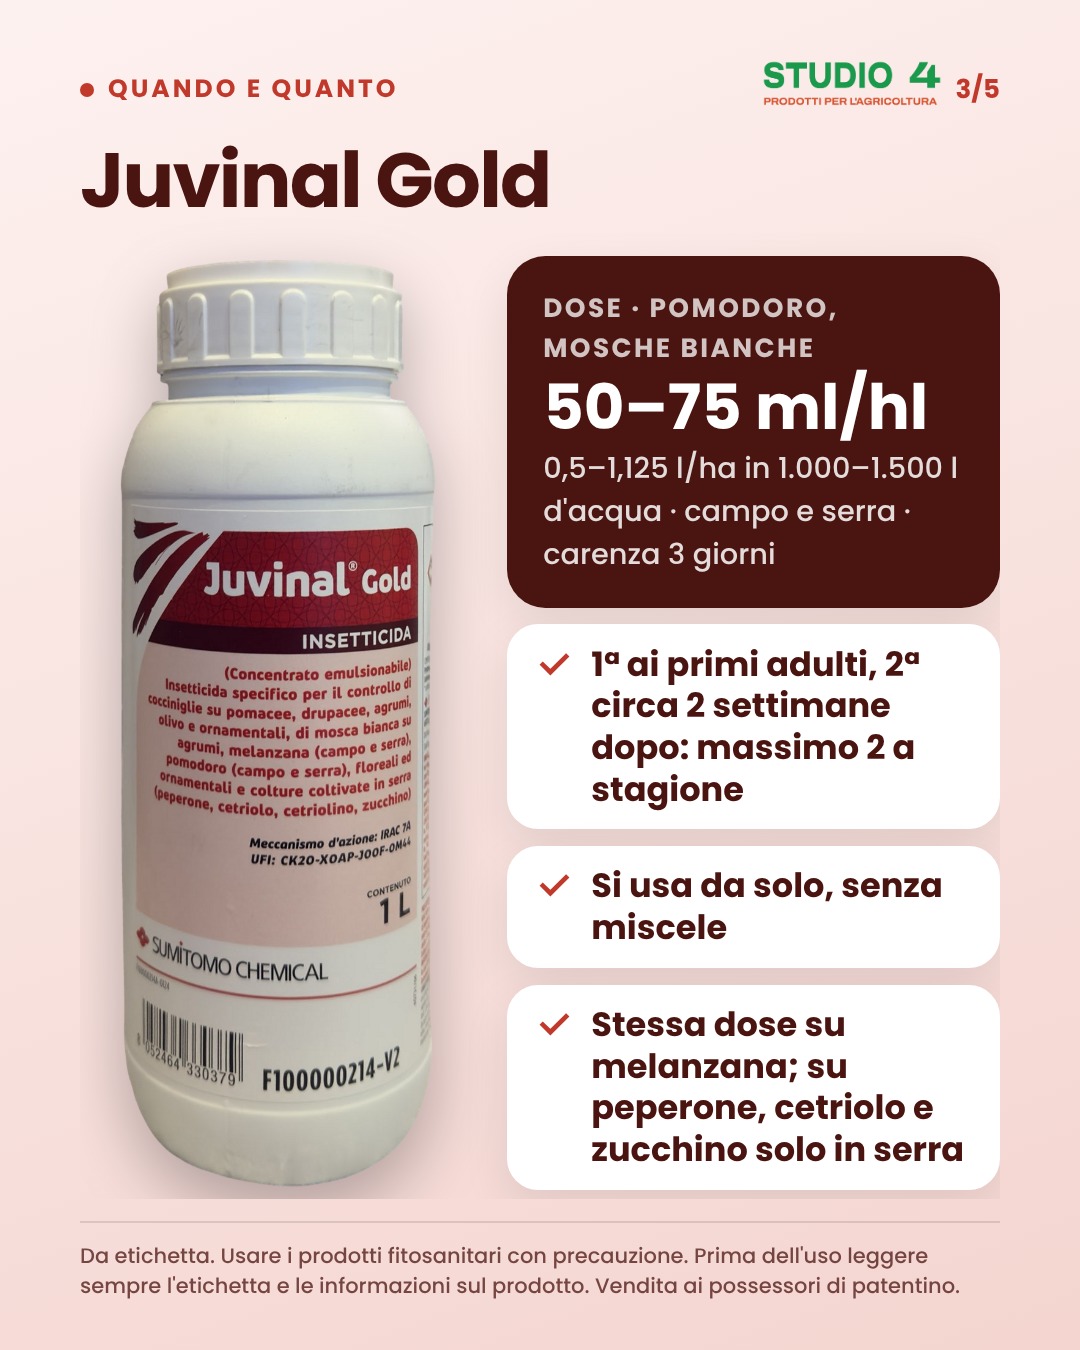 QUANDO E QUANTO
STUDIO 4
PRODOTTI PER L'AGRICOLTURA
3/5
Juvinal Gold
DOSE · POMODORO,
MOSCHE BIANCHE
50–75 ml/hl
0,5–1,125 l/ha in 1.000–1.500 l
d'acqua · campo e serra ·
carenza 3 giorni
1ª ai primi adulti, 2ª
circa 2 settimane
dopo: massimo 2 a
stagione
Si usa da solo, senza
miscele
Stessa dose su
melanzana; su
peperone, cetriolo e
zucchino solo in serra
Juvinal® Gold
INSETTICIDA
(Concentrato emulsionabile)
Insetticida specifico per il controllo di
cocciniglie su pomacee, drupacee, agrumi,
olivo e ornamentali, di mosca bianca su
agrumi, melanzana (campo e serra),
pomodoro (campo e serra), floreali ed
ornamentali e colture coltivate in serra
(peperone, cetriolo, cetriolino, zucchino)
Meccanismo d'azione: IRAC 7A
UFI: CK20-X0AP-J00F-0M44
CONTENUTO
1 L
SUMITOMO CHEMICAL
8 052464 330379
F100000214-V2
Da etichetta. Usare i prodotti fitosanitari con precauzione. Prima dell'uso leggere
sempre l'etichetta e le informazioni sul prodotto. Vendita ai possessori di patentino.